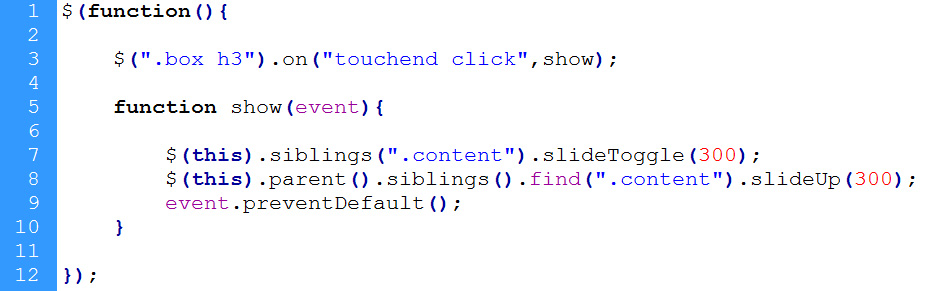 1 $(function(){
2
3 $(".box h3").on("touchend click",show);
4
5 function show(event){
6
7 $(this).siblings(".content").slideToggle(300);
8 $(this).parent().siblings().find(".content").slideUp(300);
9 event.preventDefault();
10 }
11
12 });